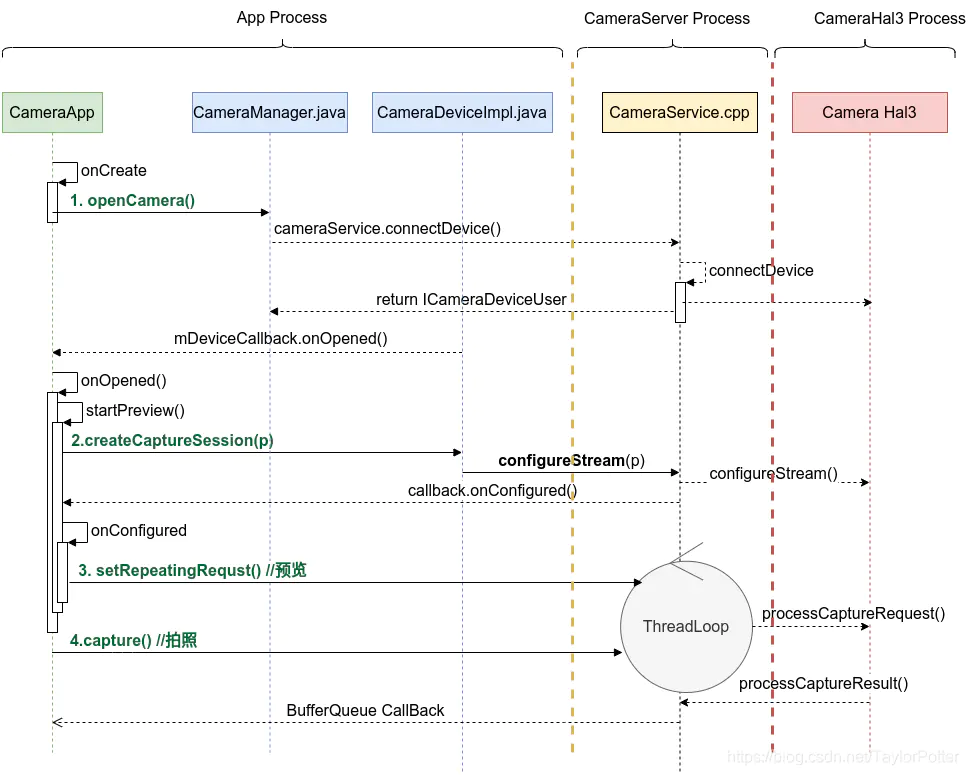 App Process
CameraServer Process
CameraHal3 Process
CameraApp
CameraManager.java
CameraDeviceImpl.java
CameraService.cpp
Camera Hal3
onCreate
1. openCamera()
cameraService.connectDevice()
connectDevice
return ICameraDeviceUser
mDeviceCallback.onOpened()
onOpened()
startPreview()
2.createCaptureSession(p)
configureStream(p)
configureStream()
callback.onConfigured()
onConfigured
3. setRepeatingRequst() //预览
ThreadLoop
processCaptureRequest()
4.capture() //拍照
processCaptureResult()
BufferQueue CallBack
https://blog.csdn.net/TaylorPotter